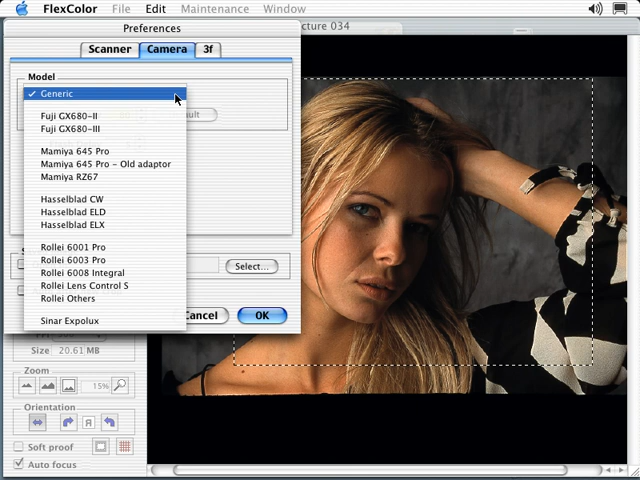 FlexColor File Edit Maintenance Window
Preferences
cture 034
Scanner Camera 3f
Model
Generic
ult
Fuji GX680-II
Fuji GX680-III
Mamiya 645 Pro
Mamiya 645 Pro - Old adaptor
Mamiya RZ67
Hasselblad CW
Hasselblad ELD
Hasselblad ELX
Rollei 6001 Pro
Rollei 6003 Pro
Select...
Rollei 6008 Integral
Rollei Lens Control S
Rollei Others
Cancel OK
Sinar Expolux
Size 20.61 MB
Zoom
15%
Orientation
R
Soft proof
Auto focus